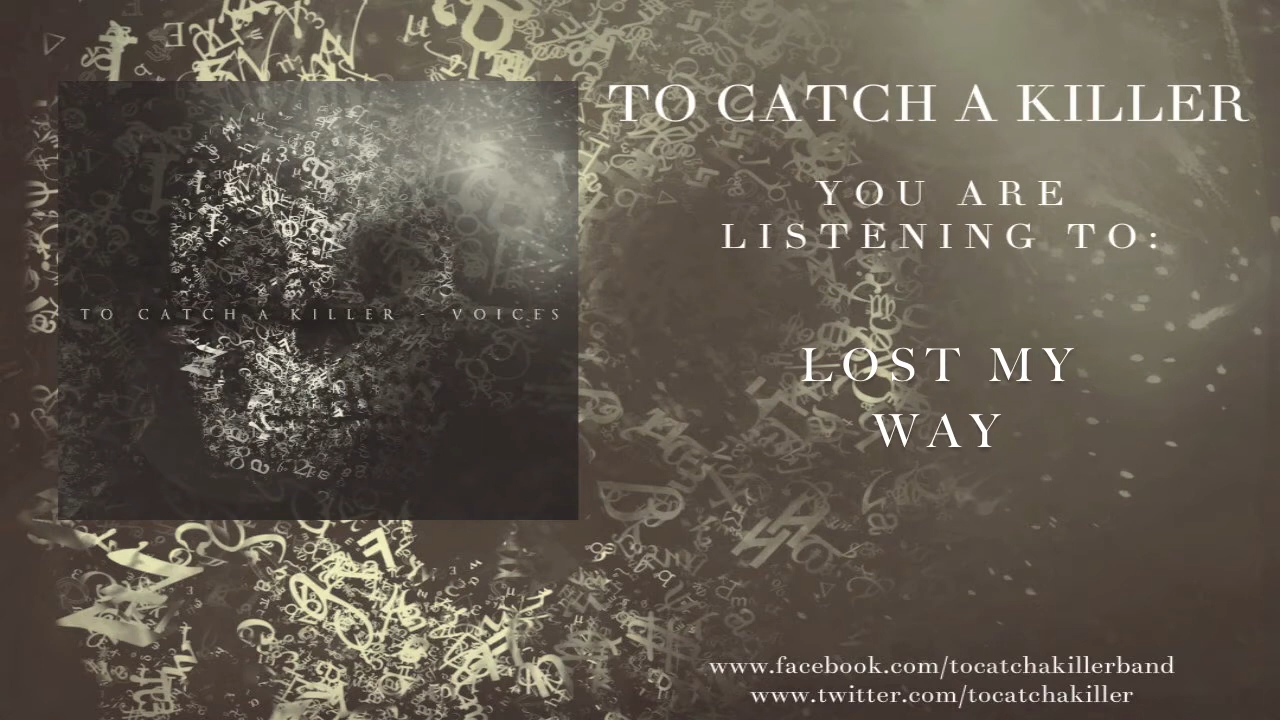 TO CATCH A KILLER
YOU ARE
LISTENING TO:
TO CATCH A KILLER - VOICES
LOST MY
WAY
www.facebook.com/tocatchakillerband
www.twitter.com/tocatchakiller